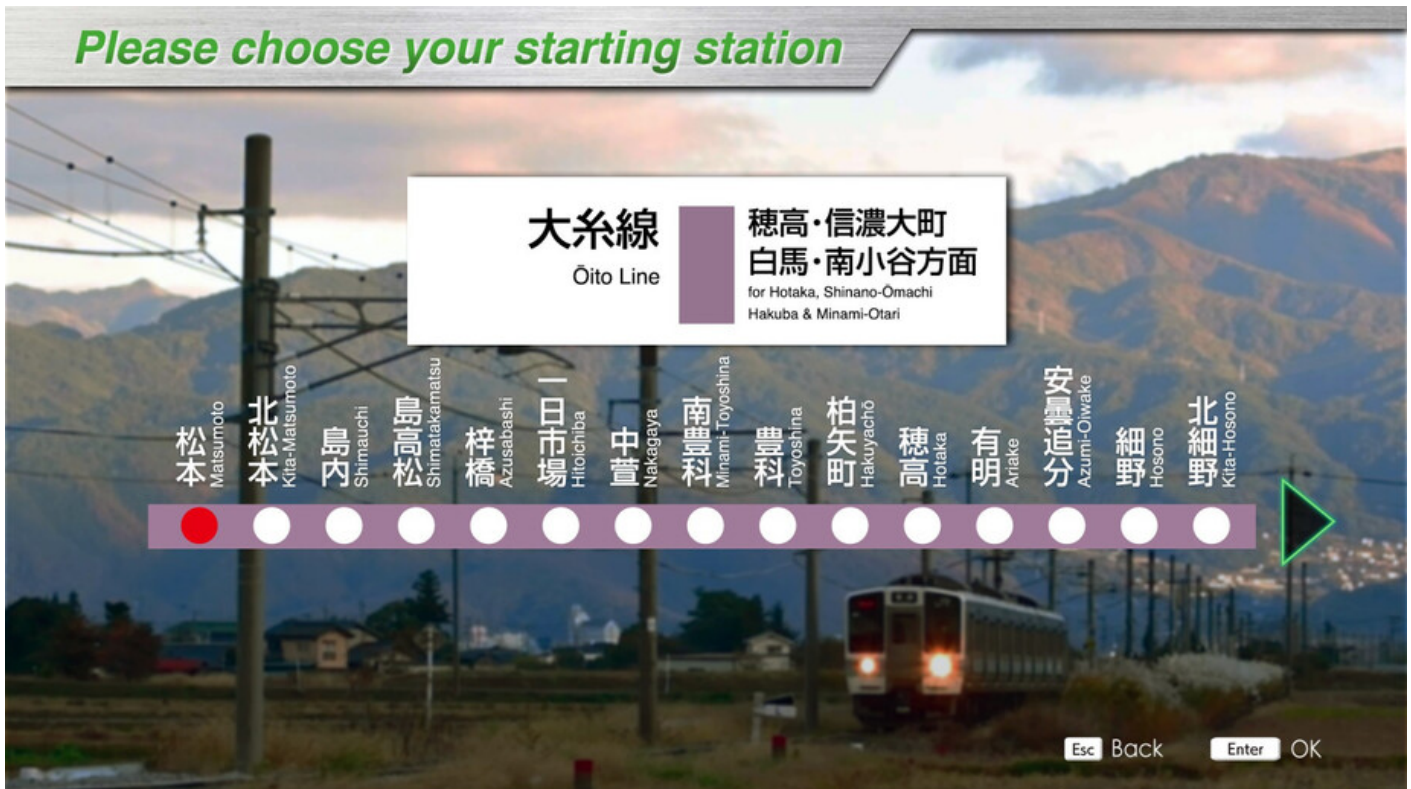 Please choose your starting station
大糸線
Ōito Line
穂高・信濃大町
白馬・南小谷方面
for Hotaka, Shinano-Ōmachi
Hakuba & Minami-Otari
松本
Matsumoto
北松本
Kita-Matsumoto
島内
Shimauchi
島高松
Shimatakamatsu
梓橋
Azusabashi
一日市場
Hitoichiba
中萱
Nakagaya
南豊科
Minami-Toyoshina
豊科
Toyoshina
柏矢町
Hakuyachō
穂高
Hotaka
有明
Ariake
安曇追分
Azumi-Oiwake
細野
Hosono
北細野
Kita-Hosono
Esc Back
Enter OK